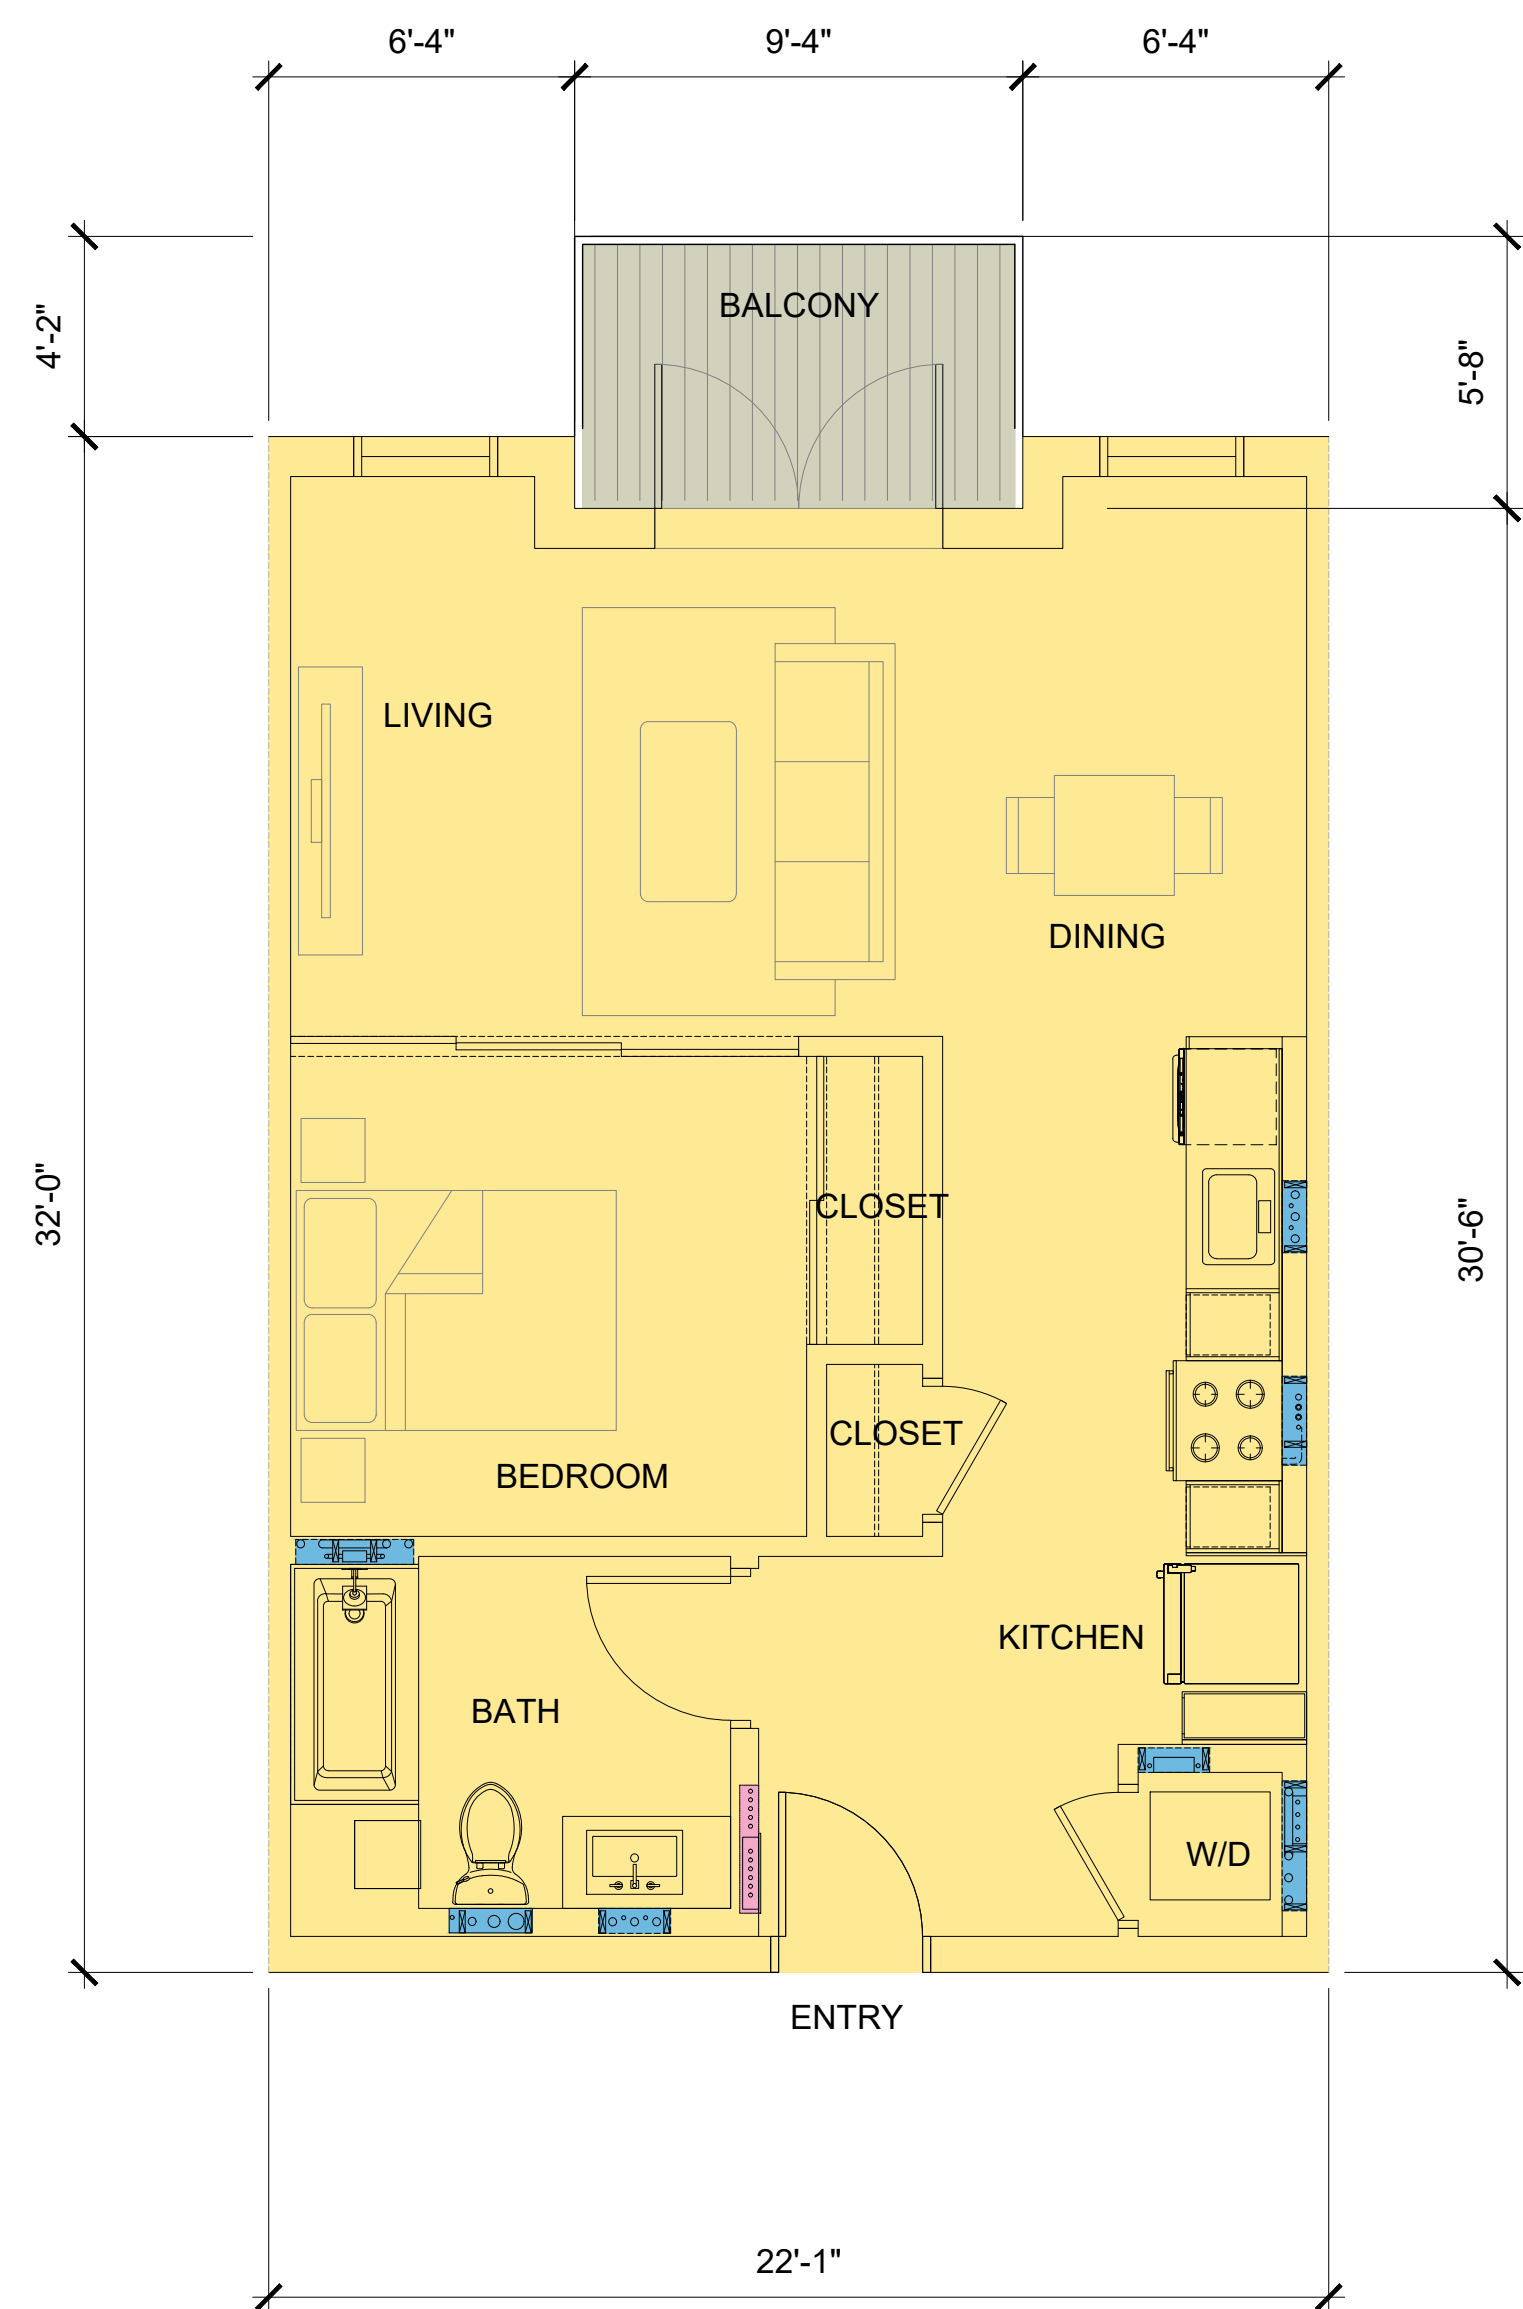 6'-4"
9'-4"
6'-4"
4'-2"
BALCONY
5'-8"
LIVING
DINING
32'-0"
CLOSET
30'-6"
CLOSET
BEDROOM
KITCHEN
BATH
W/D
ENTRY
22'-1"